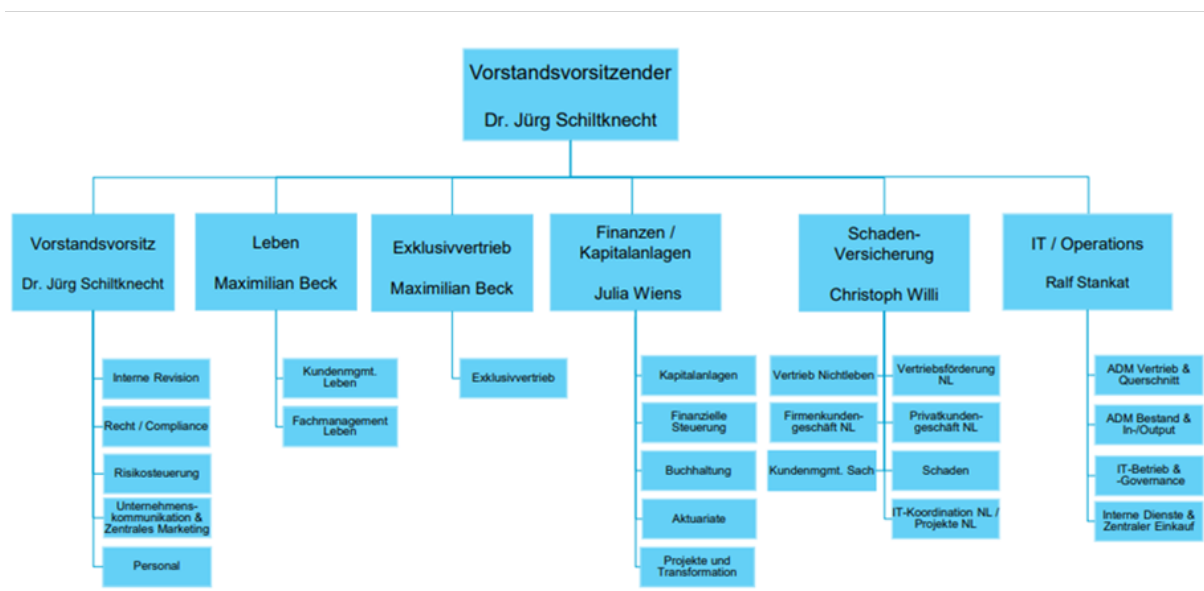 Vorstandsvorsitzender
Dr. Jürg Schiltknecht
Vorstandsvorsitz
Dr. Jürg Schiltknecht
Leben
Maximilian Beck
Exklusivvertrieb
Maximilian Beck
Finanzen /
Kapitalanlagen
Julia Wiens
Schaden-
Versicherung
Christoph Willi
IT / Operations
Ralf Stankat
Interne Revision
Recht / Compliance
Risikosteuerung
Unternehmens-
kommunikation &
Zentrales Marketing
Personal
Kundenmgmt.
Leben
Fachmanagement
Leben
Exklusivvertrieb
Kapitalanlagen
Finanzielle
Steuerung
Buchhaltung
Aktuariate
Projekte und
Transformation
Vertrieb Nichtleben
Firmenkunden-
geschäft NL
Kundenmgmt. Sach
Vertriebsförderung
NL
Privatkunden-
geschäft NL
Schaden
IT-Koordination NL /
Projekte NL
ADM Vertrieb &
Querschnitt
ADM Bestand &
In-/Output
IT-Betrieb &
-Governance
Interne Dienste &
Zentraler Einkauf